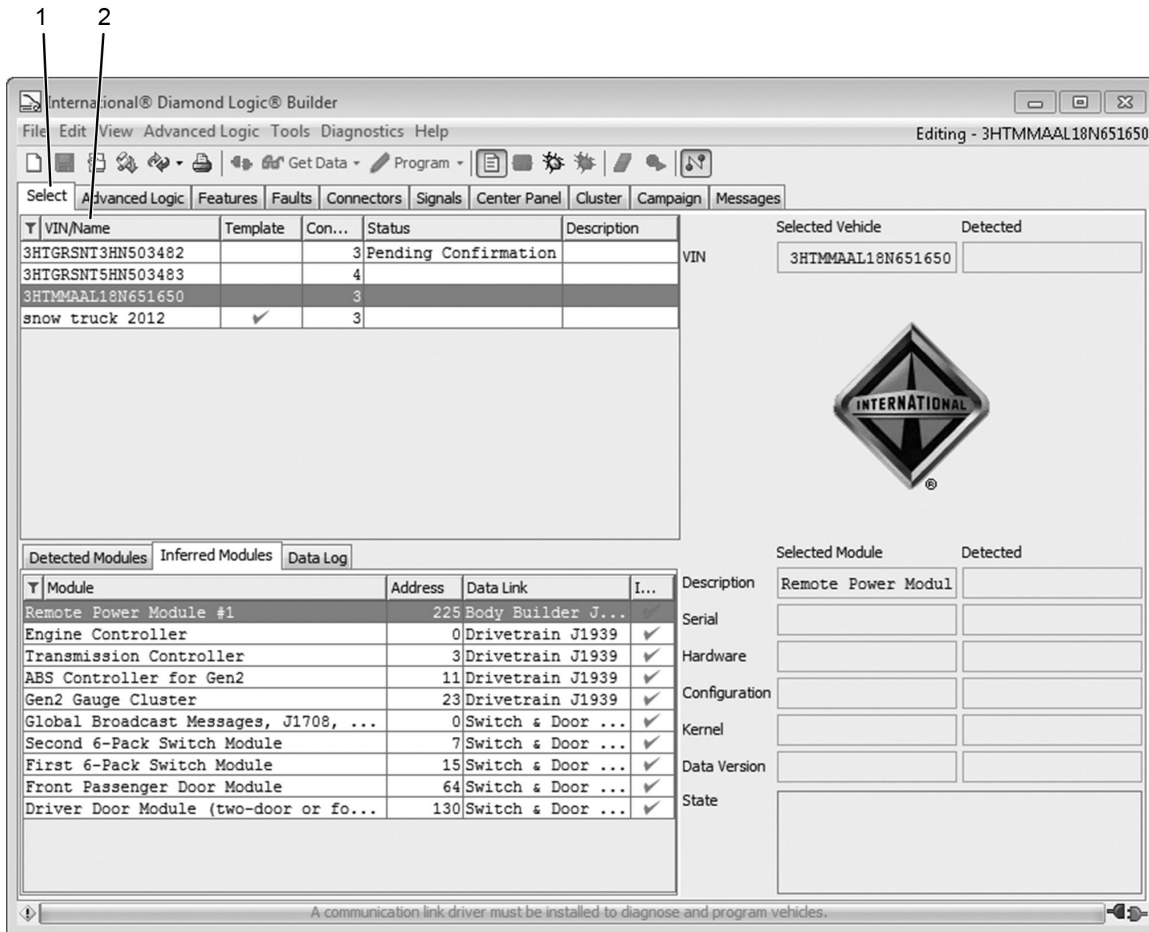 1 2
International® Diamond Logic® Builder
File Edit View Advanced Logic Tools Diagnostics Help Editing - 3HTMMAAL18N651650
Get Data Program
Select Advanced Logic Features Faults Connectors Signals Center Panel Cluster Campaign Messages
VIN/Name Template Con... Status Description
3HTGRSNT3HN503482 3 Pending Confirmation
3HTGRSNT5HN503483 4
3HTMMAAL18N651650 3
snow truck 2012 3
Selected Vehicle Detected
VIN 3HTMMAAL18N651650
INTERNATIONAL ®
Detected Modules Inferred Modules Data Log
Module Address Data Link I...
Remote Power Module #1 225 Body Builder J...
Engine Controller 0 Drivetrain J1939
Transmission Controller 3 Drivetrain J1939
ABS Controller for Gen2 11 Drivetrain J1939
Gen2 Gauge Cluster 23 Drivetrain J1939
Global Broadcast Messages, J1708, ... 0 Switch & Door ...
Second 6-Pack Switch Module 7 Switch & Door ...
First 6-Pack Switch Module 15 Switch & Door ...
Front Passenger Door Module 64 Switch & Door ...
Driver Door Module (two-door or fo... 130 Switch & Door ...
Selected Module Detected
Description Remote Power Modul
Serial
Hardware
Configuration
Kernel
Data Version
State
A communication link driver must be installed to diagnose and program vehicles.